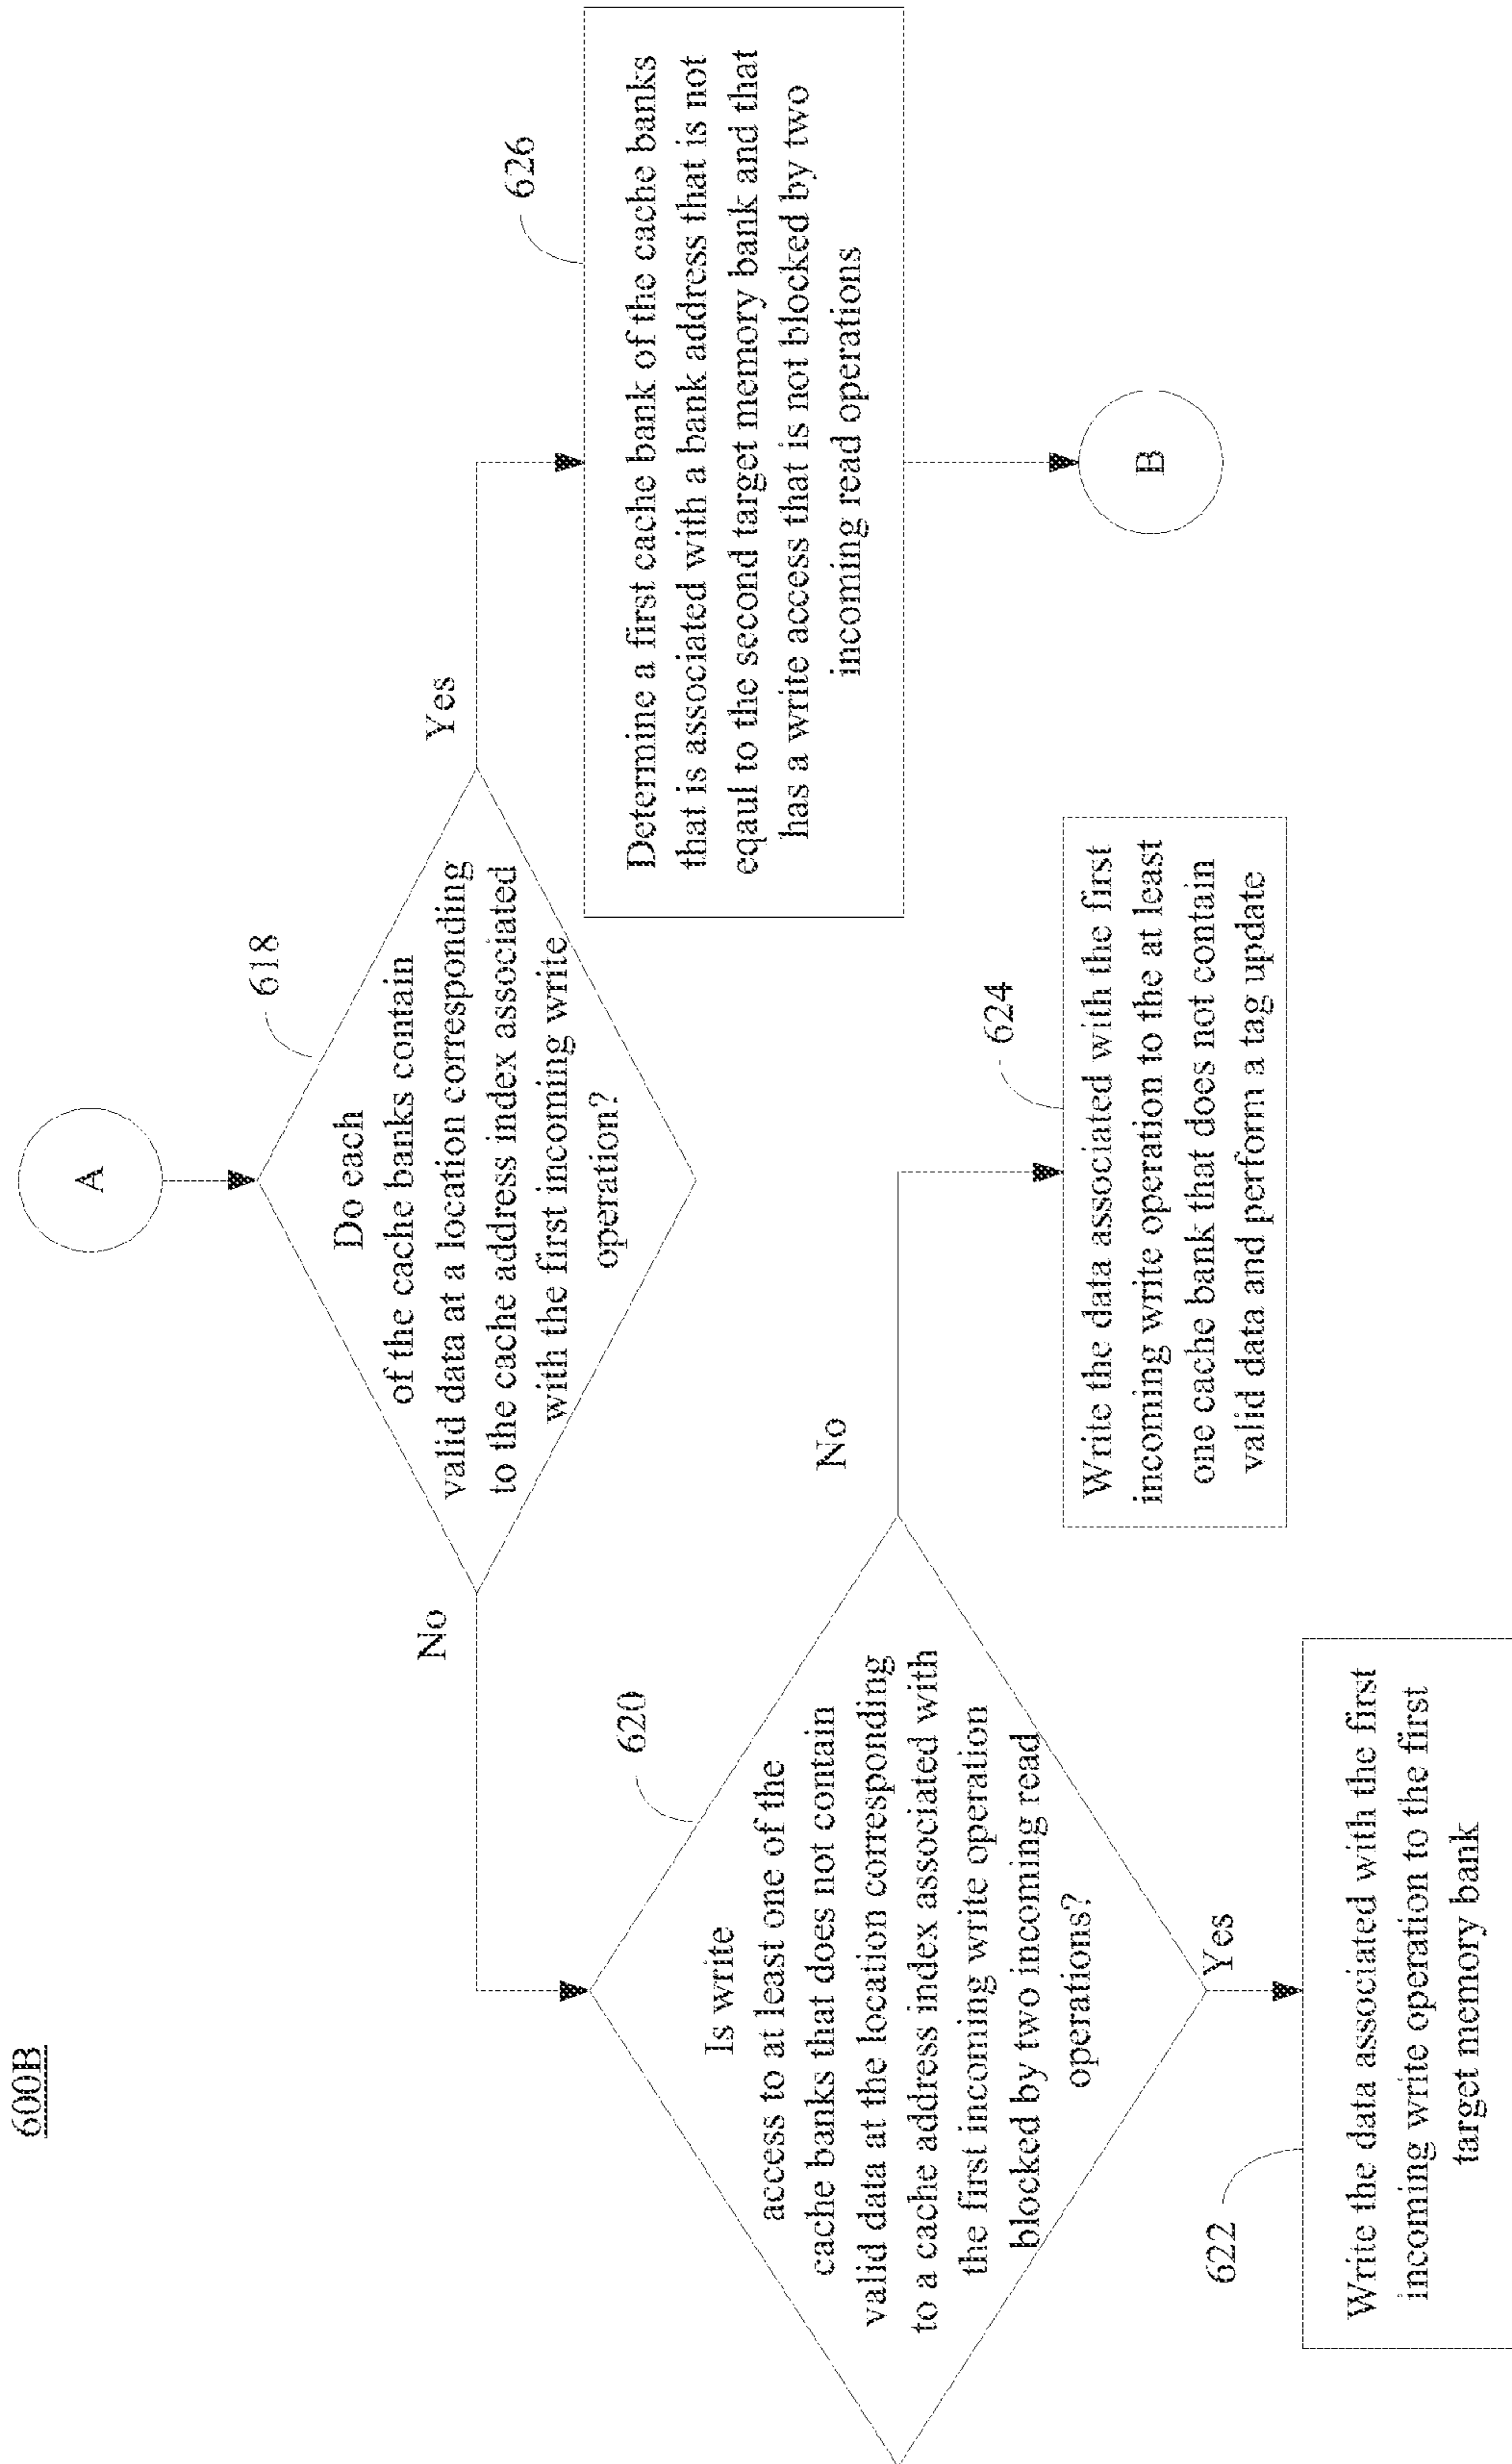 600B
A
618
Do each
of the cache banks contain
valid data at a location corresponding
to the cache address index associated
with the first incoming write
operation?
No
Yes
620
Is write
access to at least one of the
cache banks that does not contain
valid data at the location corresponding
to a cache address index associated with
the first incoming write operation
blocked by two incoming read
operations?
No
Yes
626
Determine a first cache bank of the cache banks
that is associated with a bank address that is not
eqaul to the second target memory bank and that
has a write access that is not blocked by two
incoming read operations
B
622
Write the data associated with the first
incoming write operation to the first
target memory bank
624
Write the data associated with the first
incoming write operation to the at least
one cache bank that does not contain
valid data and perform a tag update